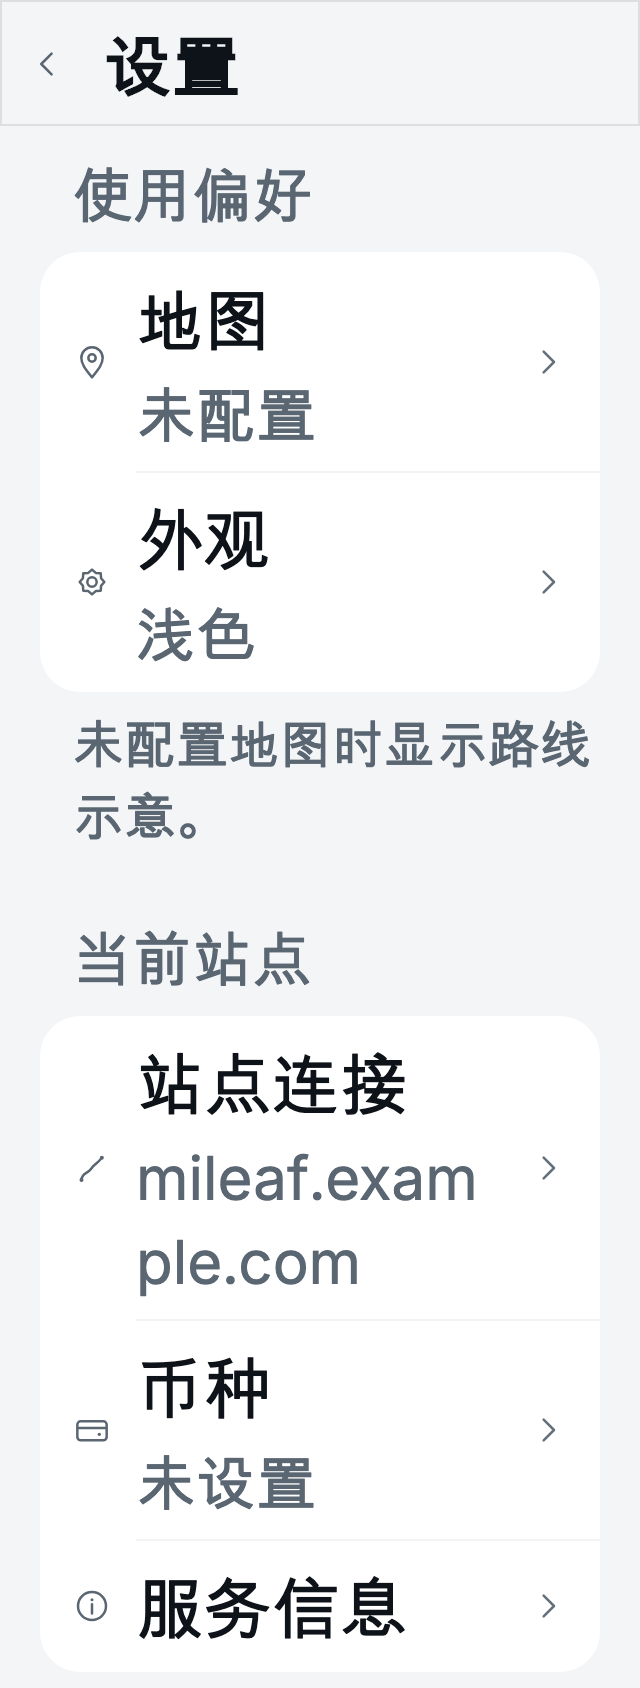 设置
使用偏好
地图
未配置
外观
浅色
未配置地图时显示路线
示意。
当前站点
站点连接
mileaf.exam
ple.com
币种
未设置
服务信息